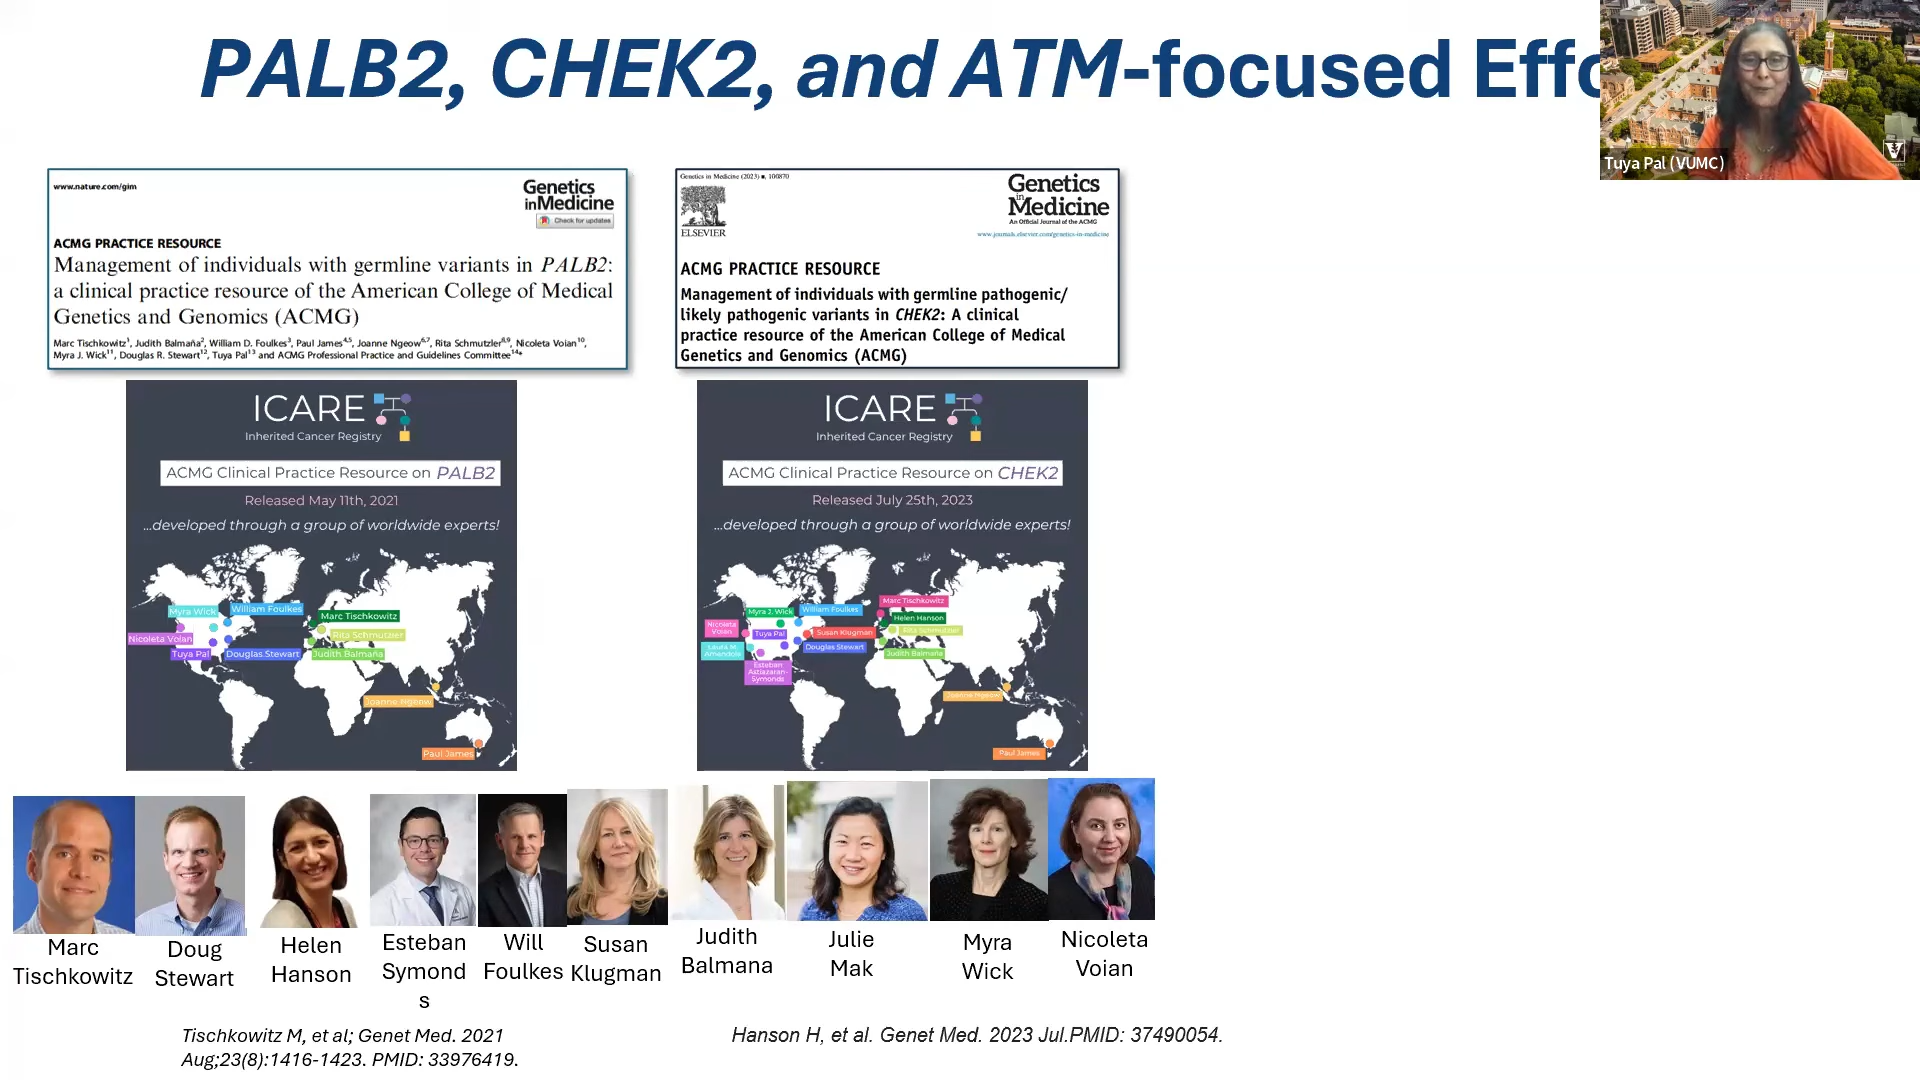 PALB2, CHEK2, and ATM-focused Effo
Tuya Pal (VUMC)
www.nature.com/gim
Genetics
inMedicine
Check for updates
ACMG PRACTICE RESOURCE
Management of individuals with germline variants in PALB2:
a clinical practice resource of the American College of Medical
Genetics and Genomics (ACMG)
Marc Tischkowitz1, Judith Balmaña2, William D. Foulkes3, Paul James4,5, Joanne Ngeow6,7, Rita Schmutzler8,9, Nicoleta Voian10,
Myra J. Wick11, Douglas R. Stewart12, Tuya Pal13 and ACMG Professional Practice and Guidelines Committee14*
Genetics in Medicine (2023) ■, 100870
ELSEVIER
Genetics
in
Medicine
An Official Journal of the ACMG
www.journals.elsevier.com/genetics-in-medicine
ACMG PRACTICE RESOURCE
Management of individuals with germline pathogenic/
likely pathogenic variants in CHEK2: A clinical
practice resource of the American College of Medical
Genetics and Genomics (ACMG)
ICARE
Inherited Cancer Registry
ACMG Clinical Practice Resource on PALB2
Released May 11th, 2021
...developed through a group of worldwide experts!
Myra Wick
William Foulkes
Marc Tischkowitz
Nicoleta Voian
Rita Schmutzler
Tuya Pal
Douglas Stewart
Judith Balmaña
Joanne Ngeow
Paul James
ICARE
Inherited Cancer Registry
ACMG Clinical Practice Resource on CHEK2
Released July 25th, 2023
...developed through a group of worldwide experts!
Marc Tischkowitz
Myra J. Wick
William Foulkes
Helen Hanson
Nicoleta
Voian
Tuya Pal
Susan Klugman
Rita Schmutzler
Laura M.
Amendola
Douglas Stewart
Judith Balmaña
Esteban
Astiazaran-
Symonds
Joanne Ngeow
Paul James
Marc
Tischkowitz
Doug
Stewart
Helen
Hanson
Esteban
Symond
s
Will
Foulkes
Susan
Klugman
Judith
Balmana
Julie
Mak
Myra
Wick
Nicoleta
Voian
Tischkowitz M, et al; Genet Med. 2021
Aug;23(8):1416-1423. PMID: 33976419.
Hanson H, et al. Genet Med. 2023 Jul.PMID: 37490054.